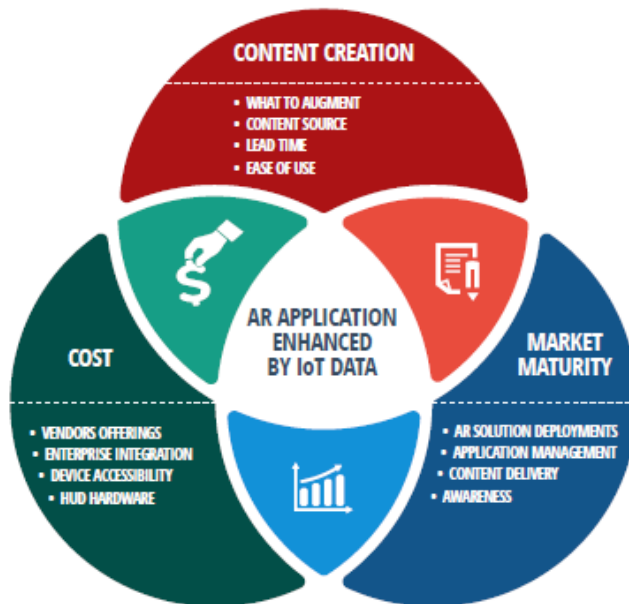 CONTENT CREATION
▪ WHAT TO AUGMENT
▪ CONTENT SOURCE
▪ LEAD TIME
▪ EASE OF USE
$
AR APPLICATION
ENHANCED
BY IoT DATA
COST
▪ VENDORS OFFERINGS
▪ ENTERPRISE INTEGRATION
▪ DEVICE ACCESSIBILITY
▪ HUD HARDWARE
MARKET
MATURITY
▪ AR SOLUTION DEPLOYMENTS
▪ APPLICATION MANAGEMENT
▪ CONTENT DELIVERY
▪ AWARENESS